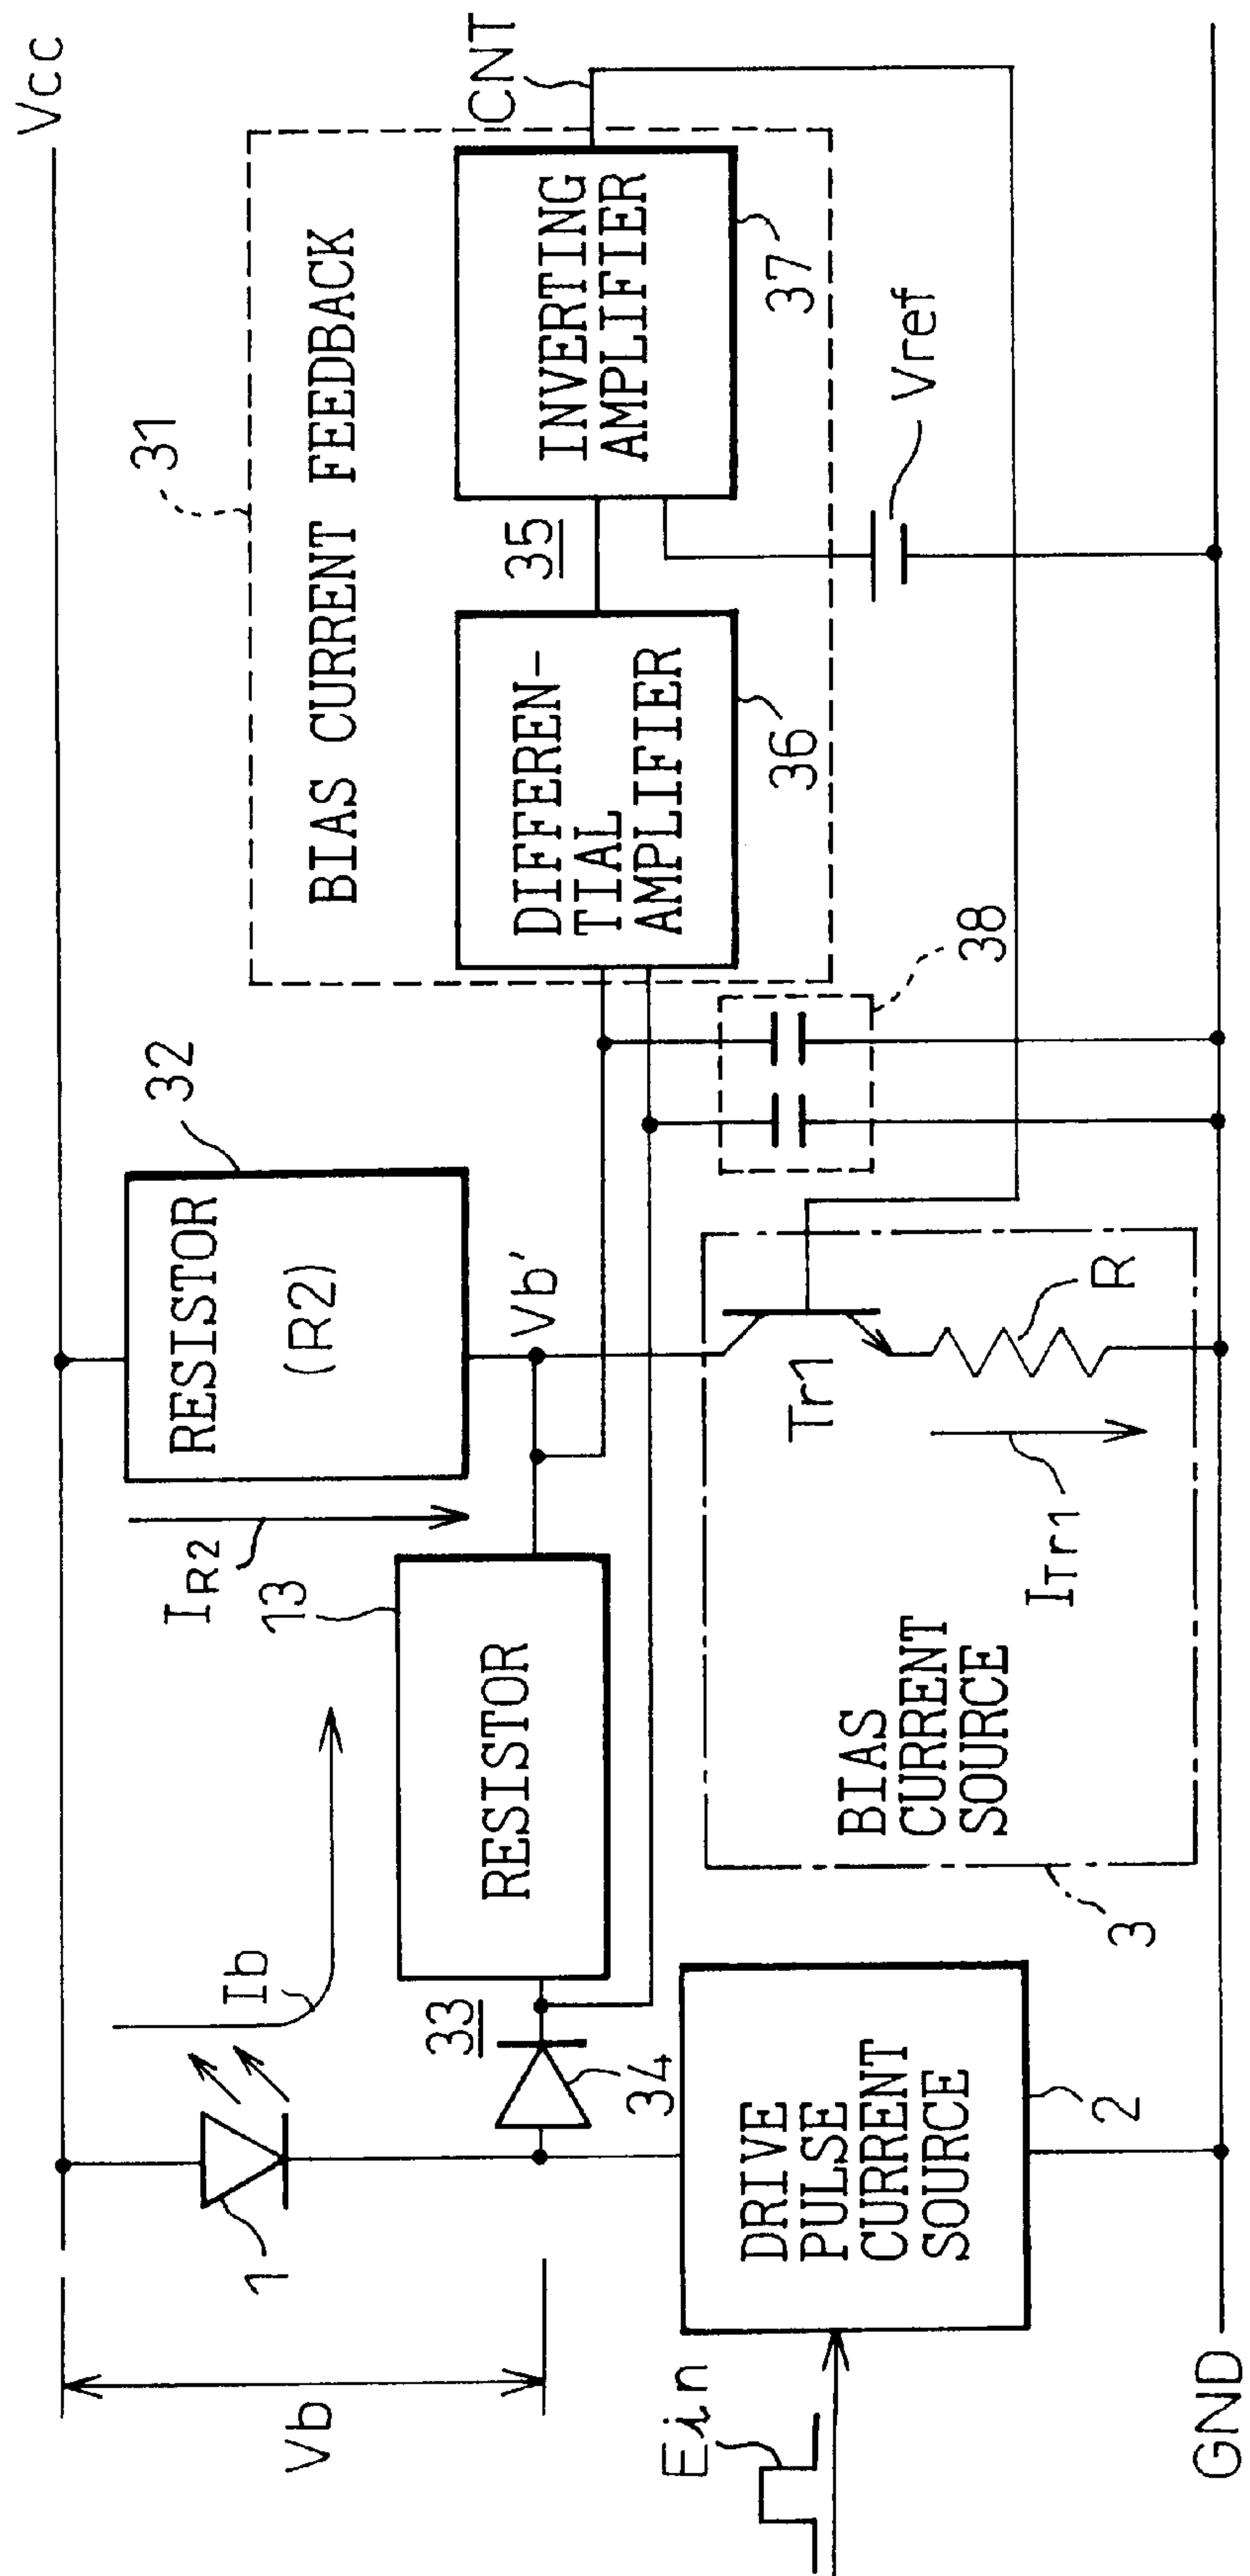 Vcc
31
BIAS CURRENT FEEDBACK
CNT
32
RESISTOR
(R2)
IR2
Ib
1
Vb
33
34
13
RESISTOR
Vb'
35
DIFFEREN-
TIAL
AMPLIFIER
36
INVERTING
AMPLIFIER
37
Vref
38
Ein
DRIVE
PULSE
CURRENT
SOURCE
2
BIAS
CURRENT
SOURCE
3
Tr1
R
ITr1
GND